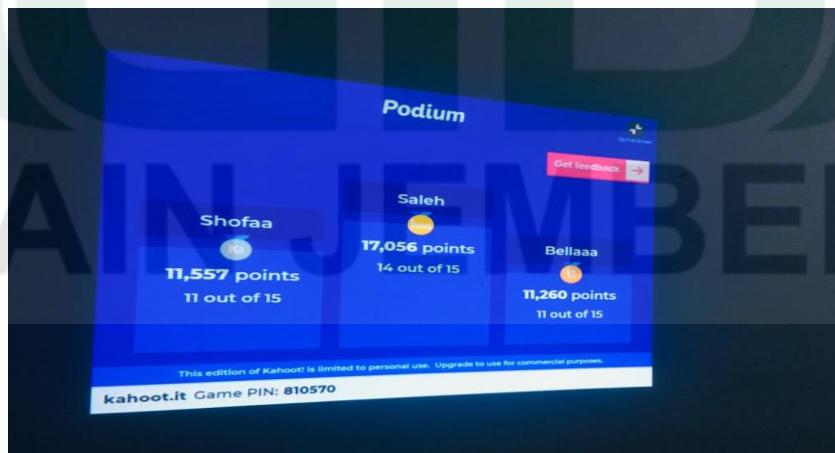 Podium
Get feedback
Saleh
17,056 points
14 out of 15
Shofaa
11,557 points
11 out of 15
Bellaaa
11,260 points
11 out of 15
This edition of Kahoot! is limited to personal use. Upgrade to use for commercial purposes.
kahoot.it Game PIN: 810570
AIN JEMBE